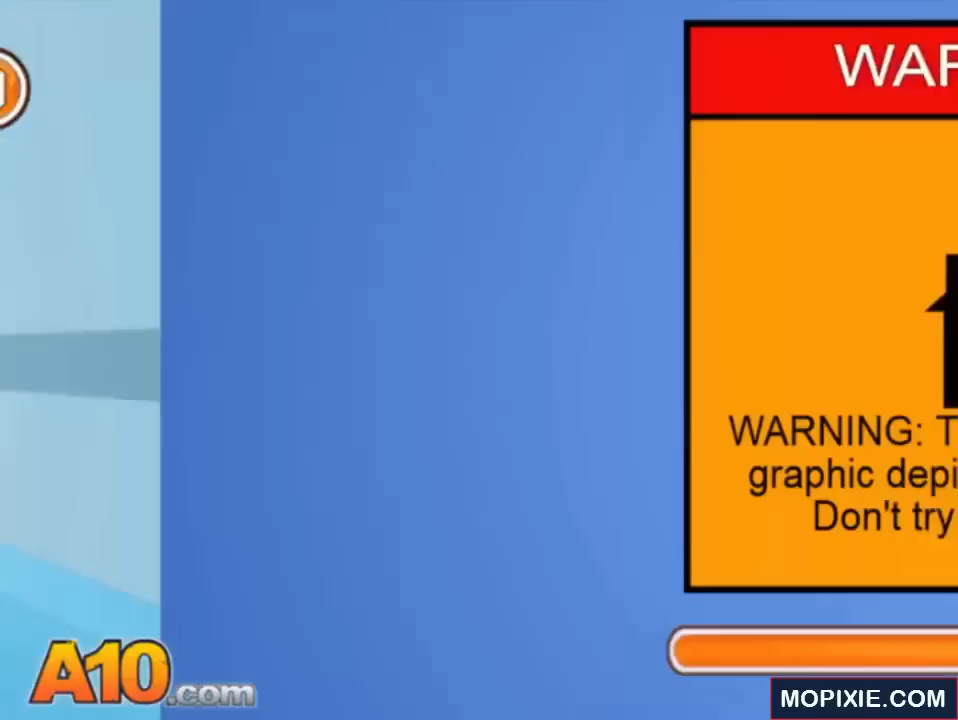 WAR
WARNING: T
graphic depi
Don't try
A10.com
MOPIXIE.COM